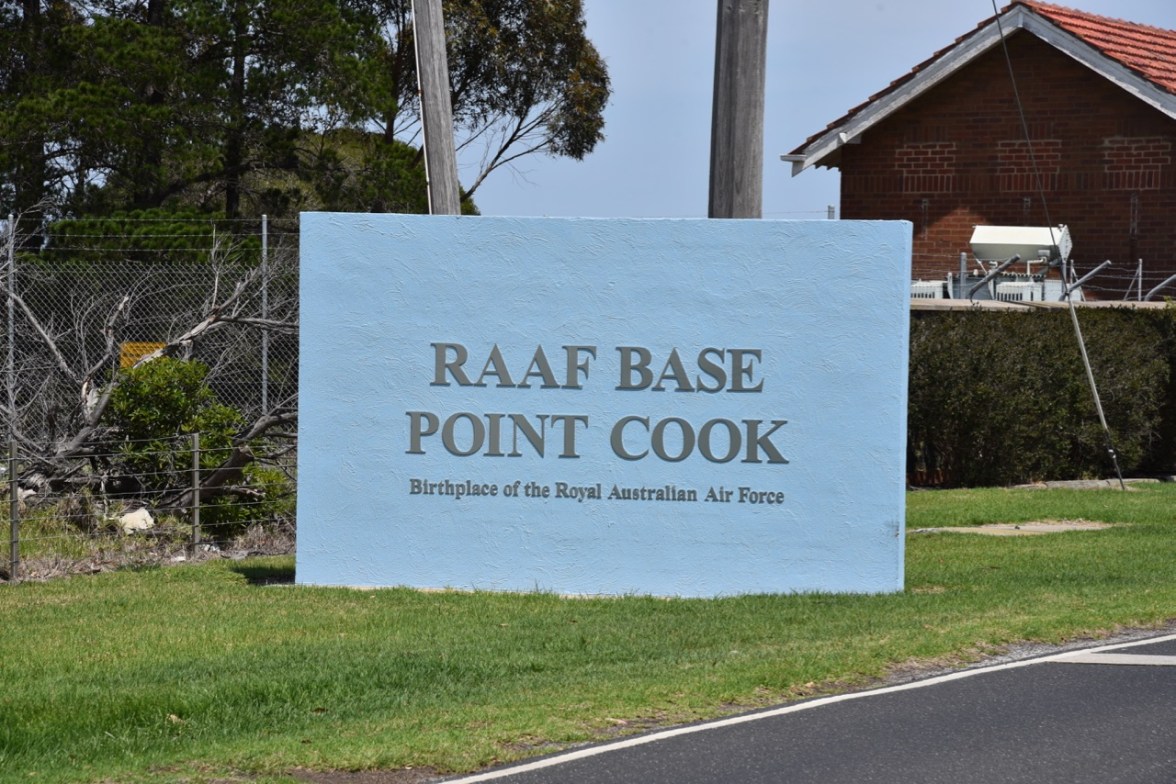 RAAF BASE
POINT COOK
Birthplace of the Royal Australian Air Force